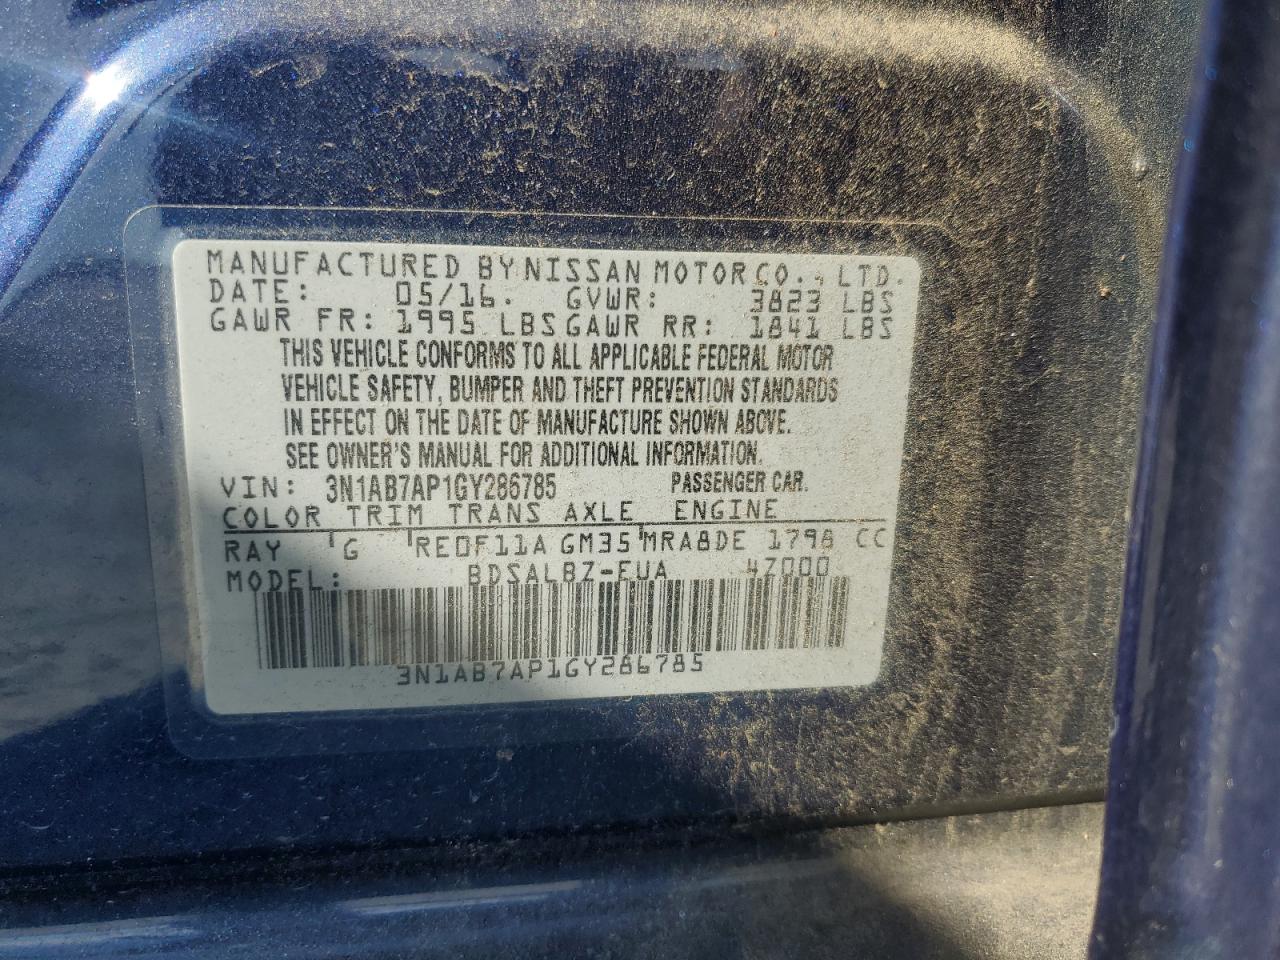 MANUFACTURED BY NISSAN MOTOR CO., LTD.
DATE: 05/16. GVWR: 3823 LBS
GAWR FR: 1995 LBS GAWR RR: 1841 LBS
THIS VEHICLE CONFORMS TO ALL APPLICABLE FEDERAL MOTOR
VEHICLE SAFETY, BUMPER AND THEFT PREVENTION STANDARDS
IN EFFECT ON THE DATE OF MANUFACTURE SHOWN ABOVE.
SEE OWNER'S MANUAL FOR ADDITIONAL INFORMATION.
VIN: 3N1AB7AP1GY286785 PASSENGER CAR.
COLOR TRIM TRANS AXLE ENGINE
RAY G RE0F11A GM35 MRA8DE 1798 CC
MODEL: BDSALBZ-EUA 4Z000
3N1AB7AP1GY286785